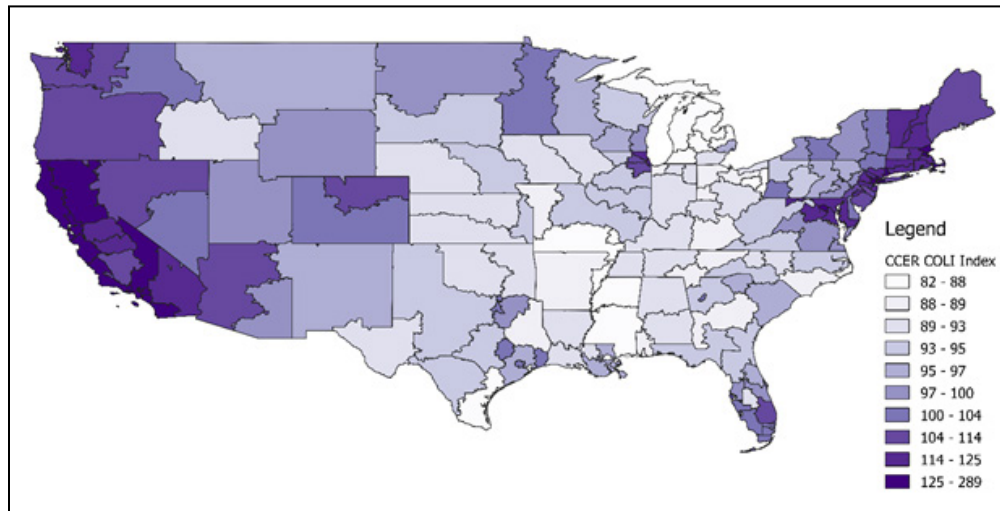 Legend
CCER COLI Index
82 - 88
88 - 89
89 - 93
93 - 95
95 - 97
97 - 100
100 - 104
104 - 114
114 - 125
125 - 289